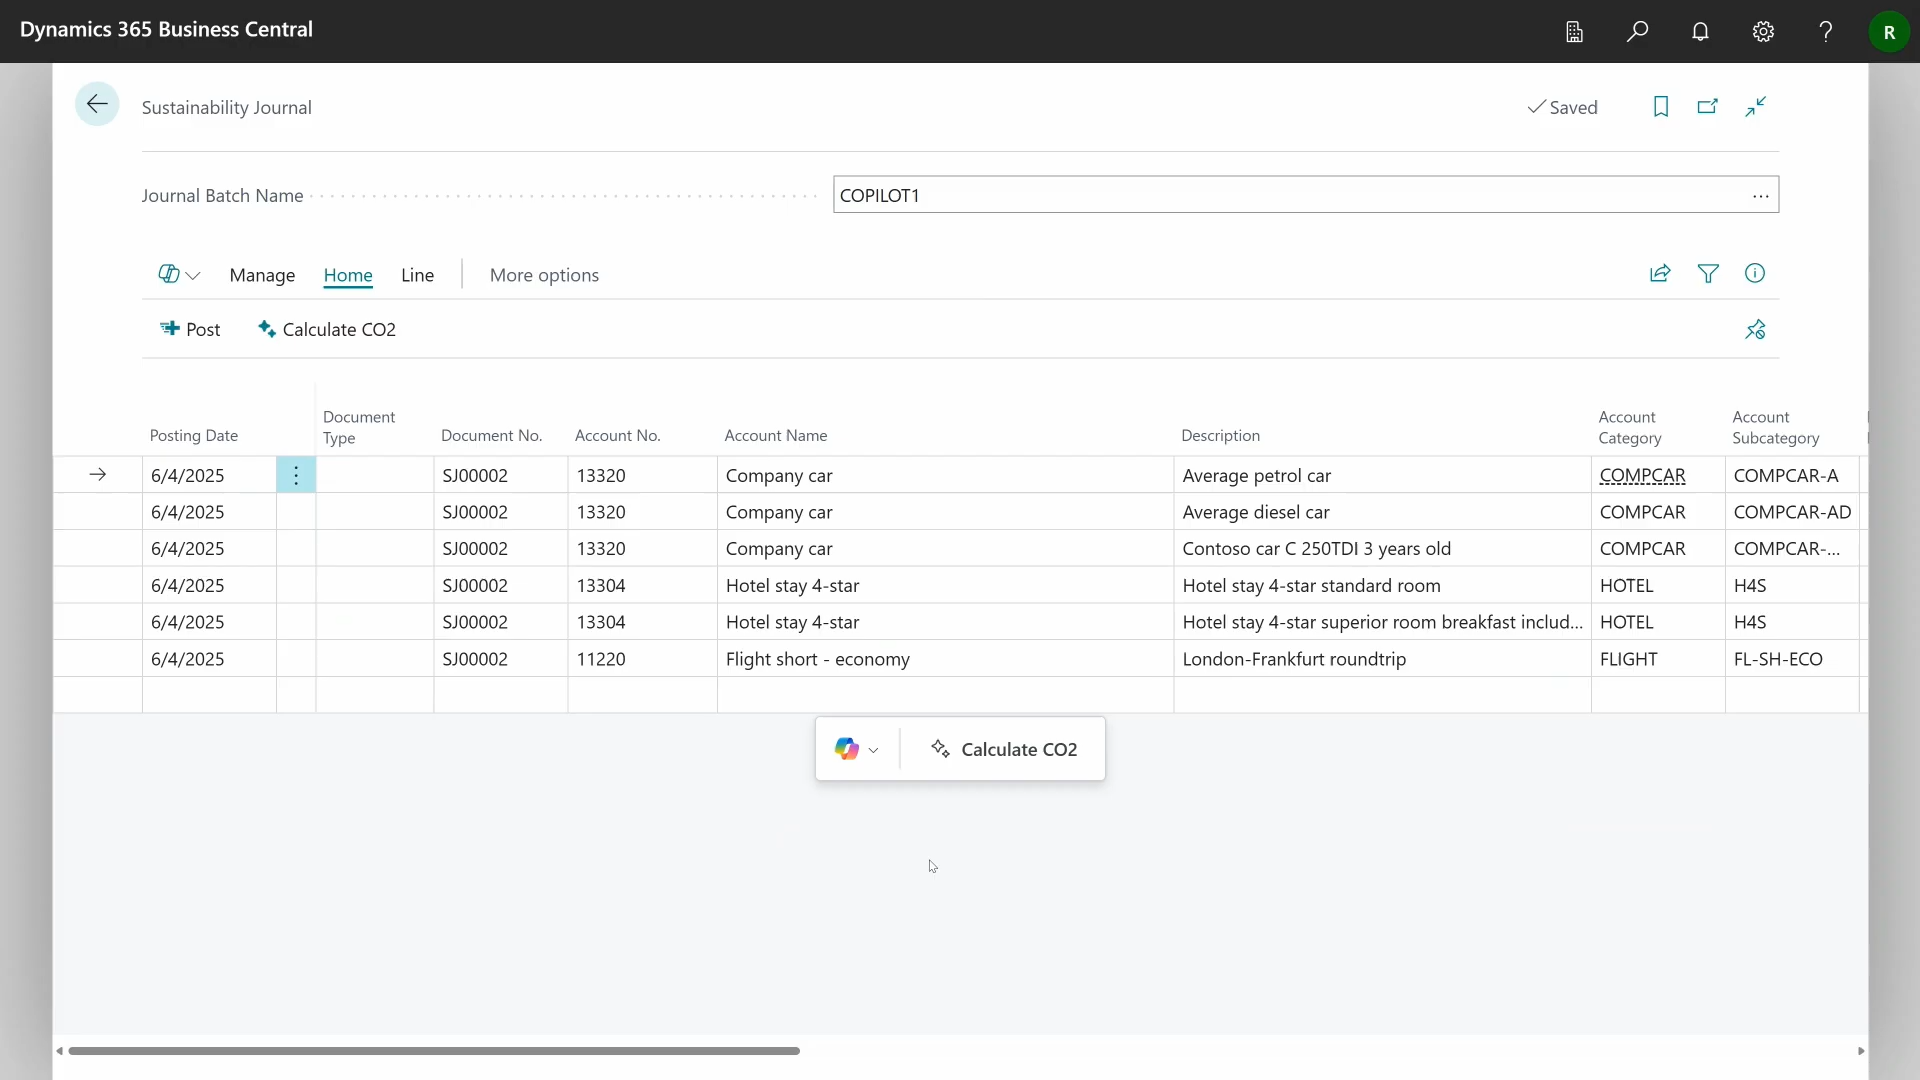 Dynamics 365 Business Central
R
Sustainability Journal
Saved
Journal Batch Name
COPILOT1
Manage Home Line More options
Post Calculate CO2
Posting Date Document Type Document No. Account No. Account Name Description Account Category Account Subcategory
6/4/2025 SJ00002 13320 Company car Average petrol car COMPCAR COMPCAR-A
6/4/2025 SJ00002 13320 Company car Average diesel car COMPCAR COMPCAR-AD
6/4/2025 SJ00002 13320 Company car Contoso car C 250TDI 3 years old COMPCAR COMPCAR-...
6/4/2025 SJ00002 13304 Hotel stay 4-star Hotel stay 4-star standard room HOTEL H4S
6/4/2025 SJ00002 13304 Hotel stay 4-star Hotel stay 4-star superior room breakfast includ... HOTEL H4S
6/4/2025 SJ00002 11220 Flight short - economy London-Frankfurt roundtrip FLIGHT FL-SH-ECO
Calculate CO2